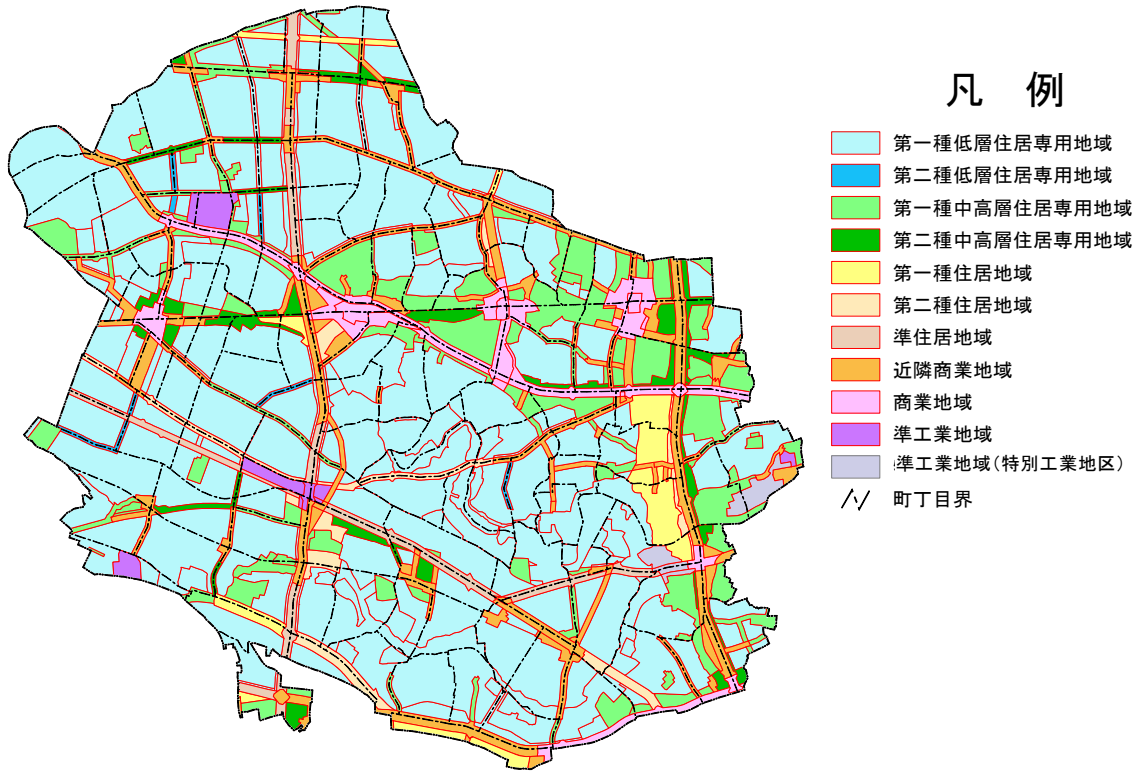 凡 例
第一種低層住居専用地域
第二種低層住居専用地域
第一種中高層住居専用地域
第二種中高層住居専用地域
第一種住居地域
第二種住居地域
準住居地域
近隣商業地域
商業地域
準工業地域
準工業地域(特別工業地区)
町丁目界